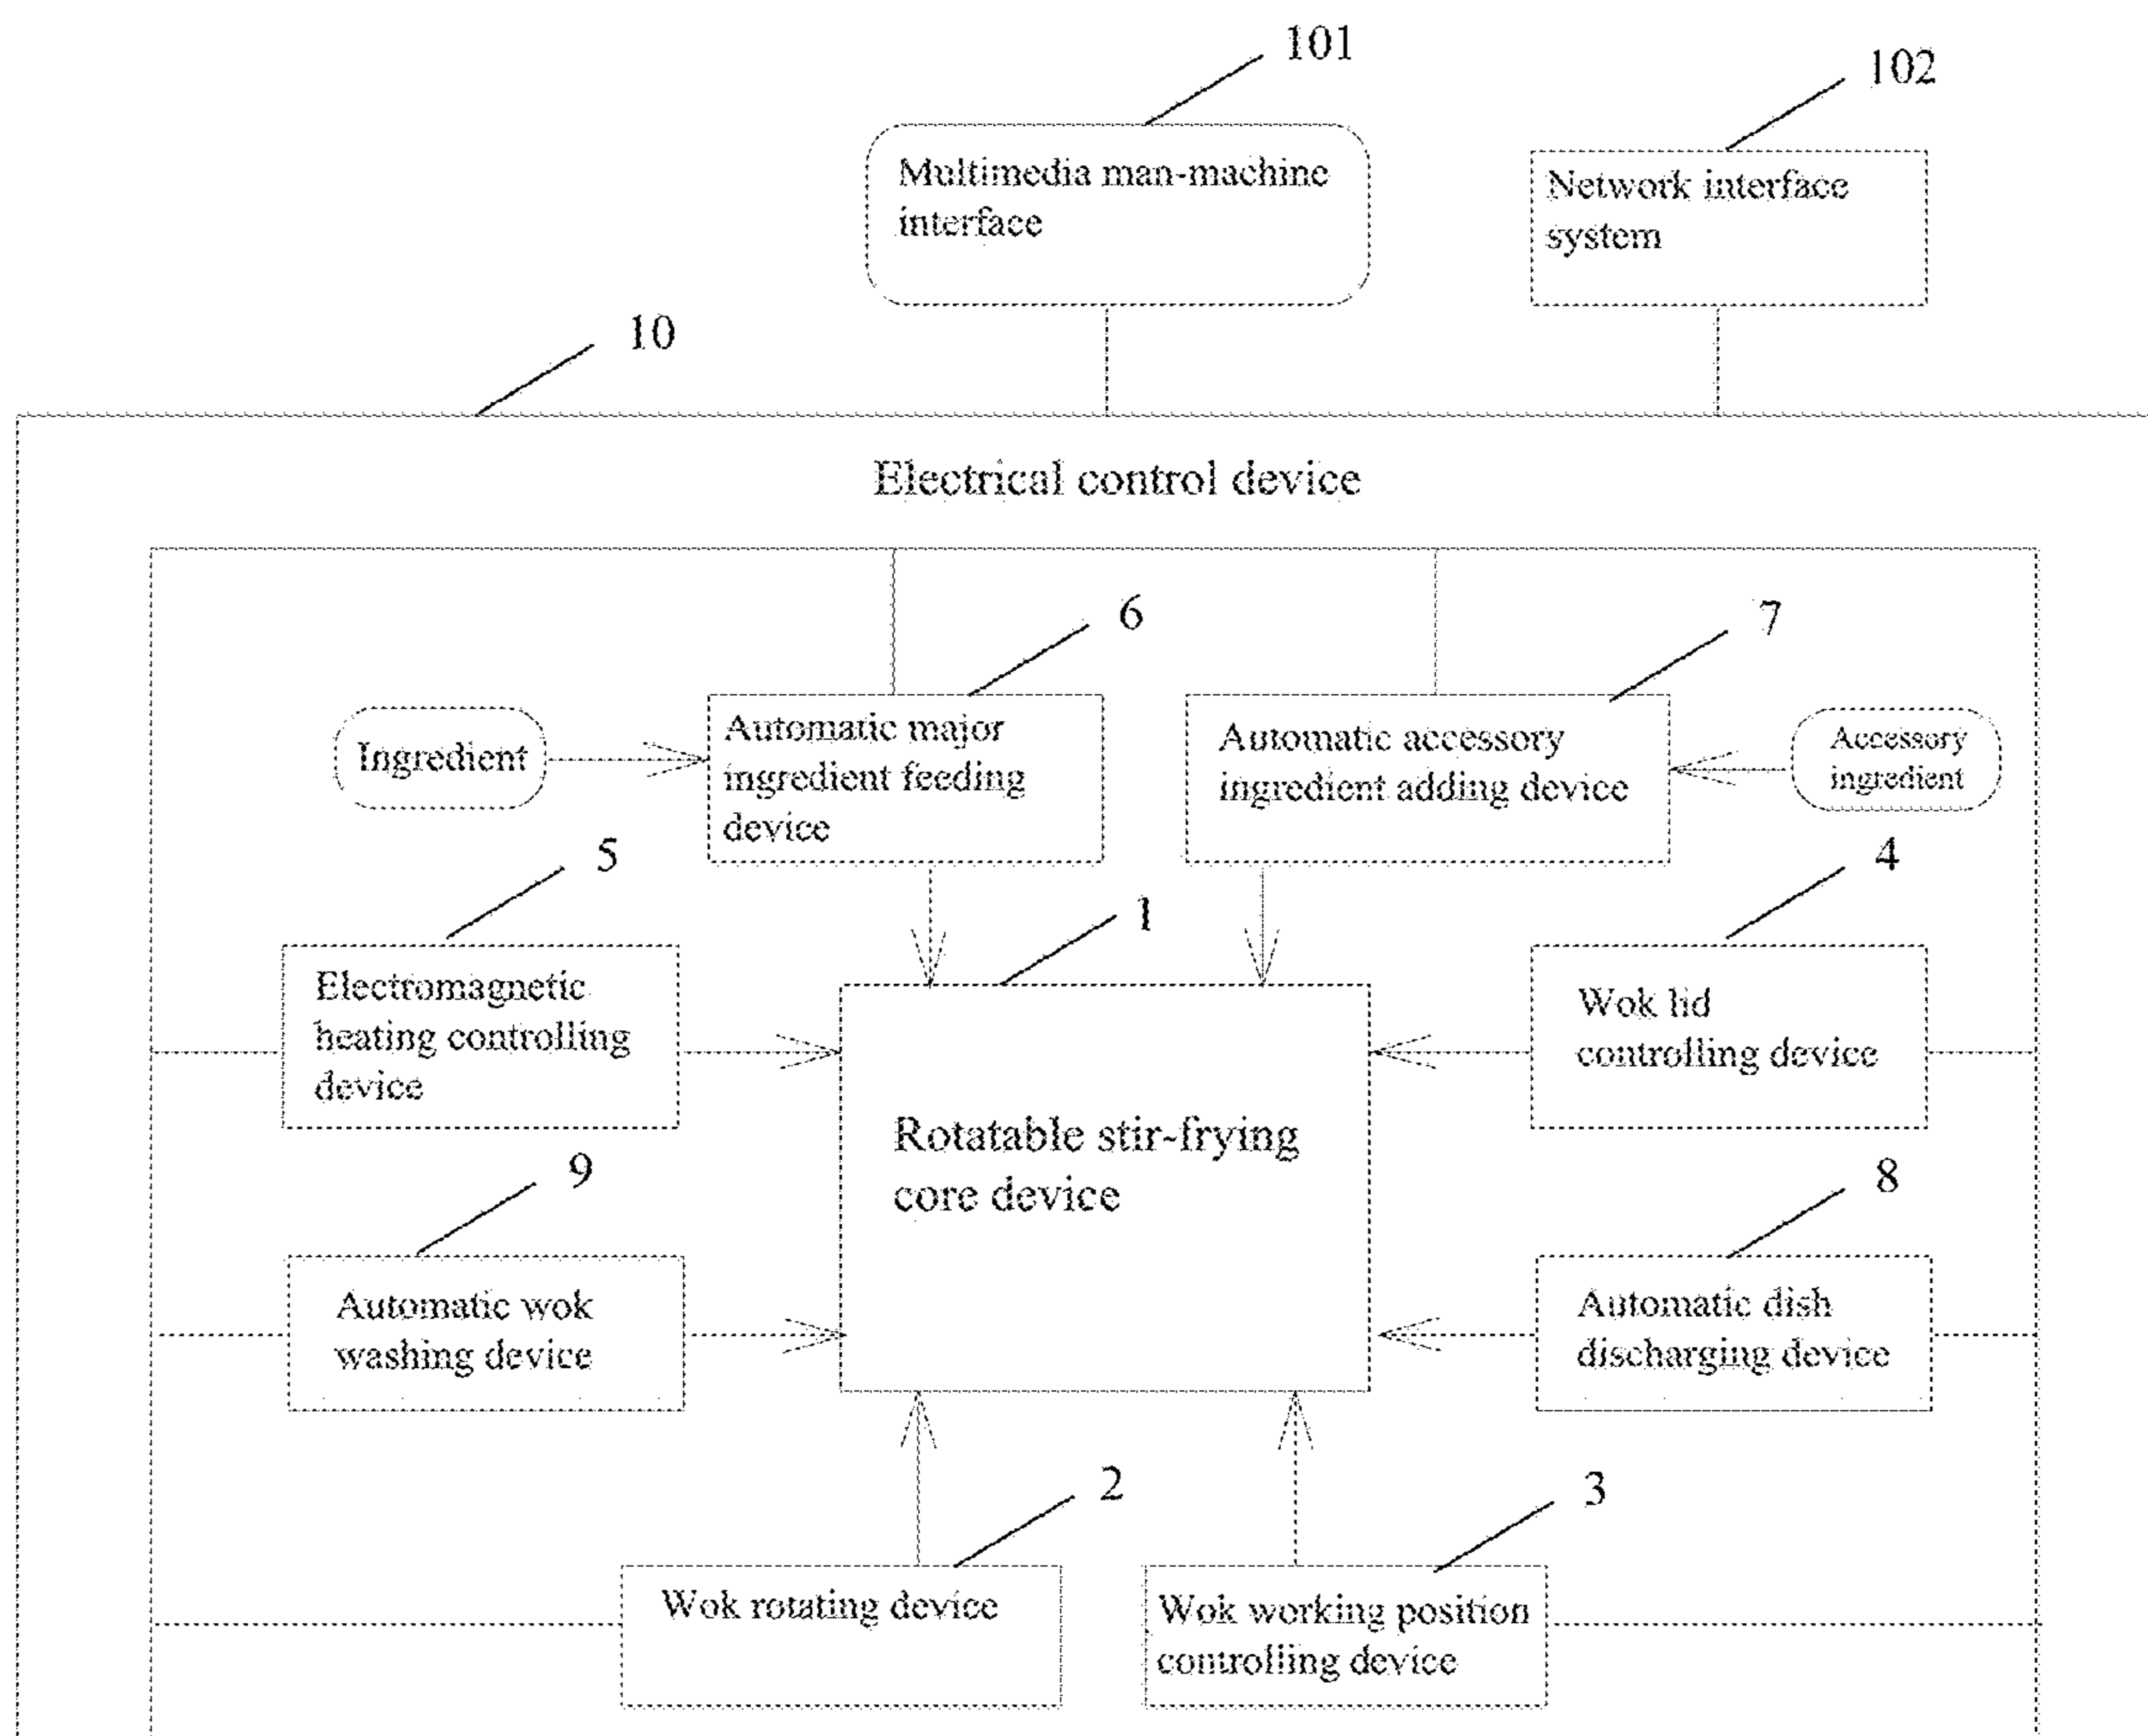 101
102
Multimedia man-machine
interface
Network interface
system
10
Electrical control device
6
7
Ingredient
Automatic major
ingredient feeding
device
Automatic accessory
ingredient adding device
Accessory
ingredient
5
4
1
Electromagnetic
heating controlling
device
Wok lid
controlling device
Rotatable stir-frying
core device
9
8
Automatic wok
washing device
Automatic dish
discharging device
2
3
Wok rotating device
Wok working position
controlling device